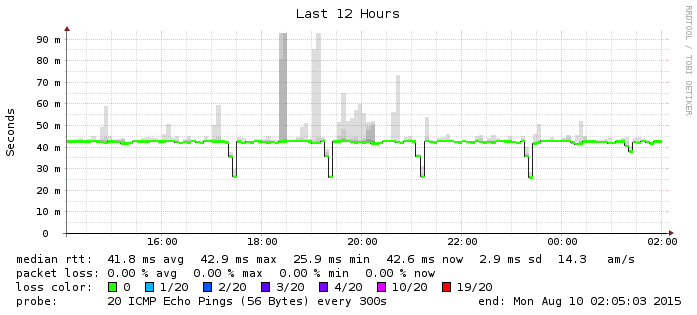 Last 12 Hours
RRDTOOL / TOBI OETIKER
Seconds
90 m
80 m
70 m
60 m
50 m
40 m
30 m
20 m
10 m
0
16:00 18:00 20:00 22:00 00:00 02:00
median rtt: 41.8 ms avg 42.9 ms max 25.9 ms min 42.6 ms now 2.9 ms sd 14.3 am/s
packet loss: 0.00 % avg 0.00 % max 0.00 % min 0.00 % now
loss color: 0 1/20 2/20 3/20 4/20 10/20 19/20
probe: 20 ICMP Echo Pings (56 Bytes) every 300s end: Mon Aug 10 02:05:03 2015